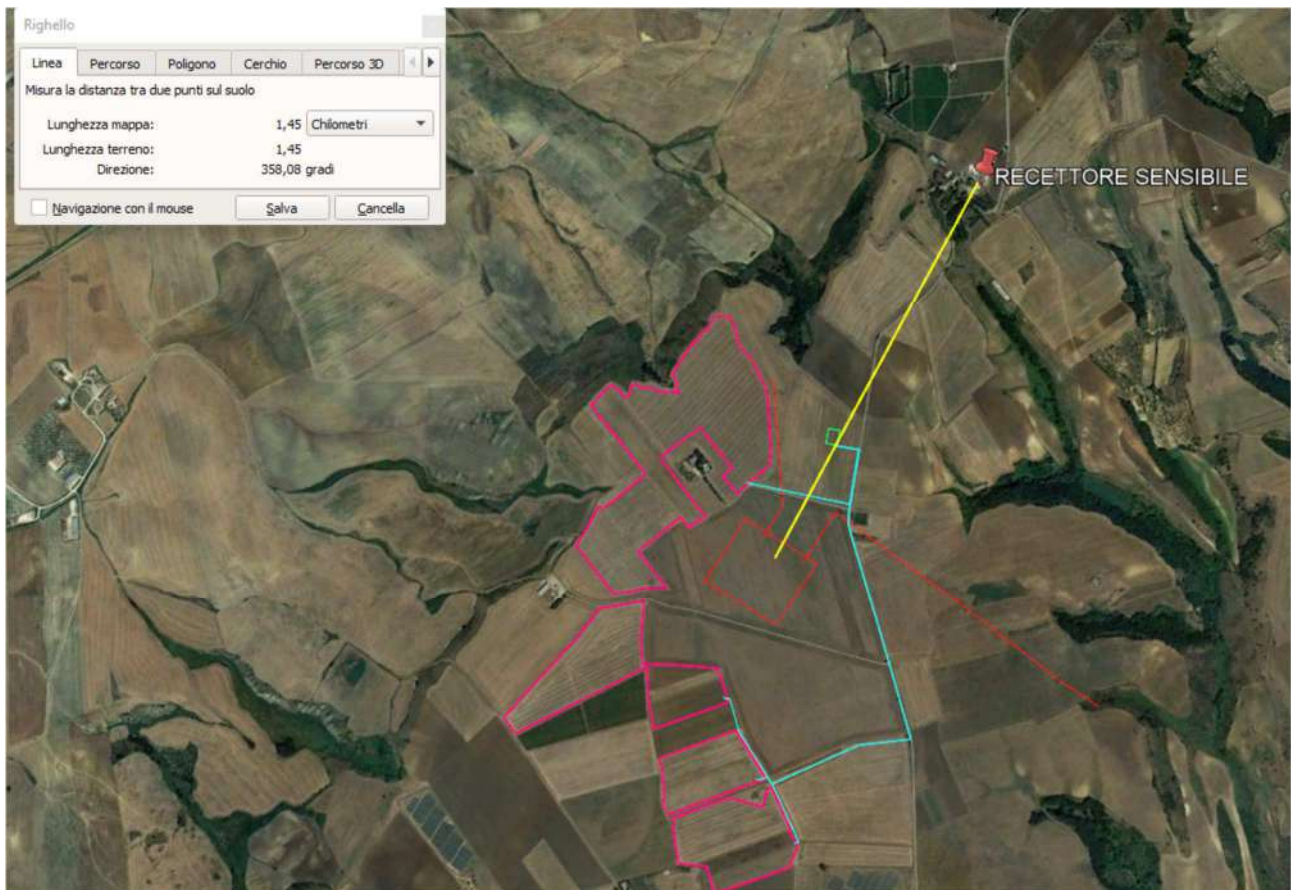 Righello
Linea Percorso Poligono Cerchio Percorso 3D
Misura la distanza tra due punti sul suolo
Lunghezza mappa: 1,45 Chilometri
Lunghezza terreno: 1,45
Direzione: 358,08 gradi
Navigazione con il mouse Salva Cancella
RECETTORE SENSIBILE